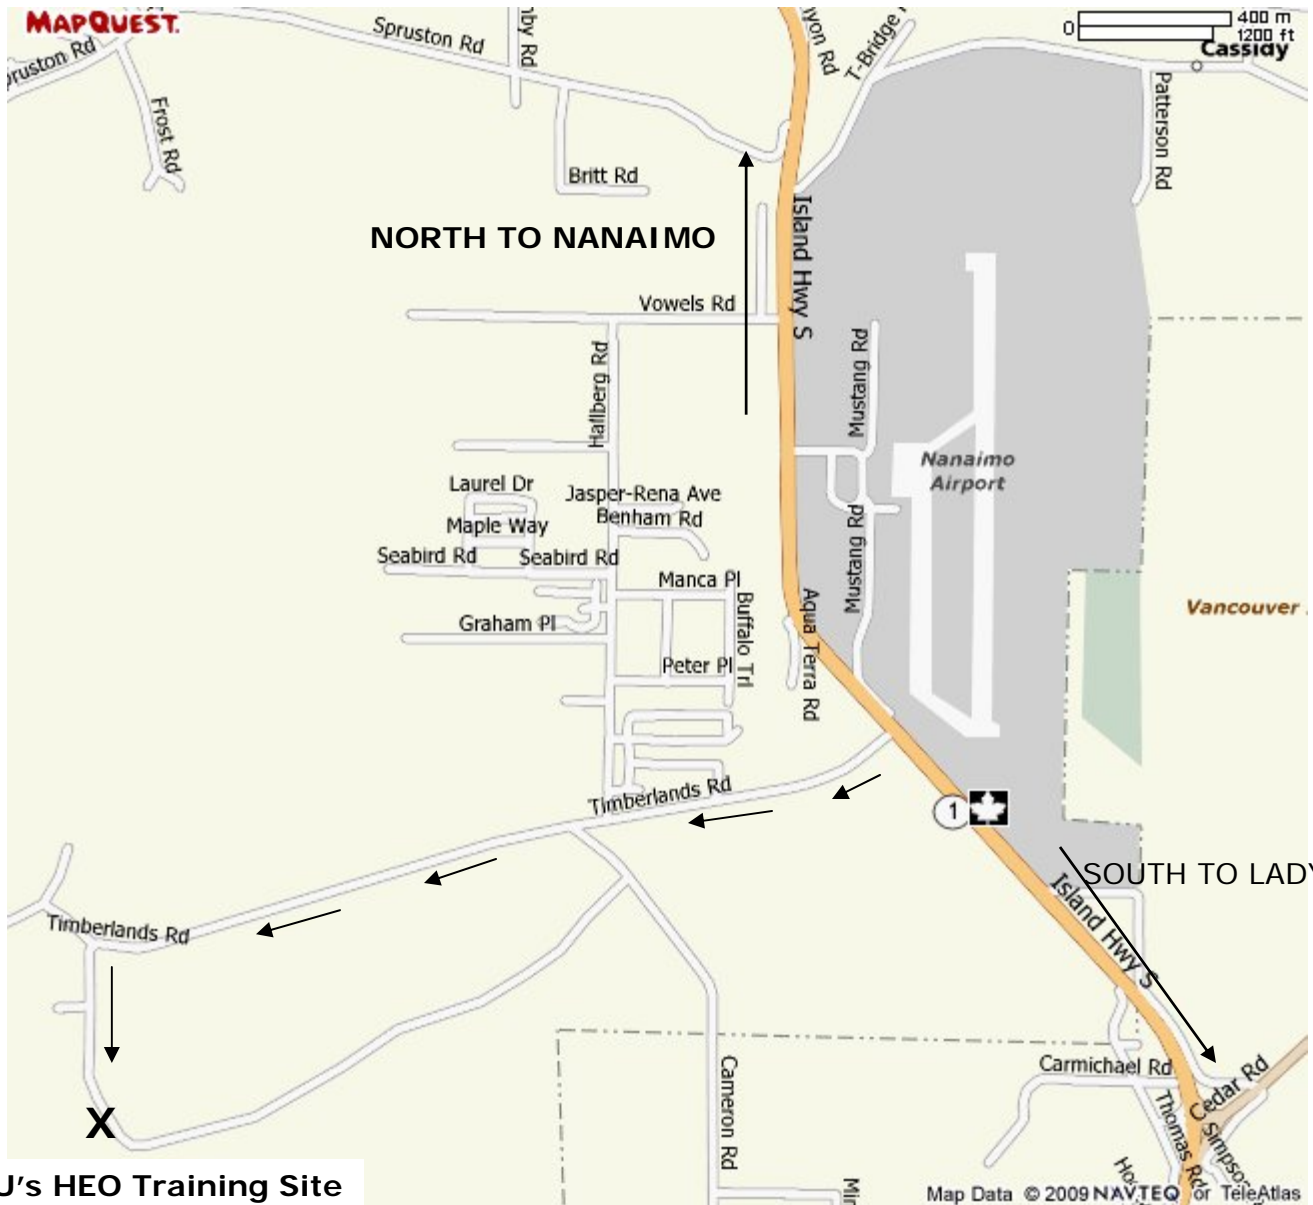 MAPQUEST.
Spruston Rd
Spruston Rd
Frost Rd
Britt Rd
T-Bridge
0
400 m
1200 ft
Cassidy
Patterson Rd
NORTH TO NANAIMO
Island Hwy S
Vowels Rd
Hallberg Rd
Mustang Rd
Nanaimo
Airport
Laurel Dr
Jasper-Rena Ave
Maple Way
Benham Rd
Seabird Rd
Seabird Rd
Mustang Rd
Manca Pl
Buffalo Trl
Aqua Terra Rd
Vancouver
Graham Pl
Peter Pl
Timberlands Rd
1
SOUTH TO LADY
Island Hwy S
Timberlands Rd
X
Cameron Rd
Carmichael Rd
Cedar Rd
Thomas Rd
Simpso
U's HEO Training Site
Map Data © 2009 NAVTEQ or TeleAtlas